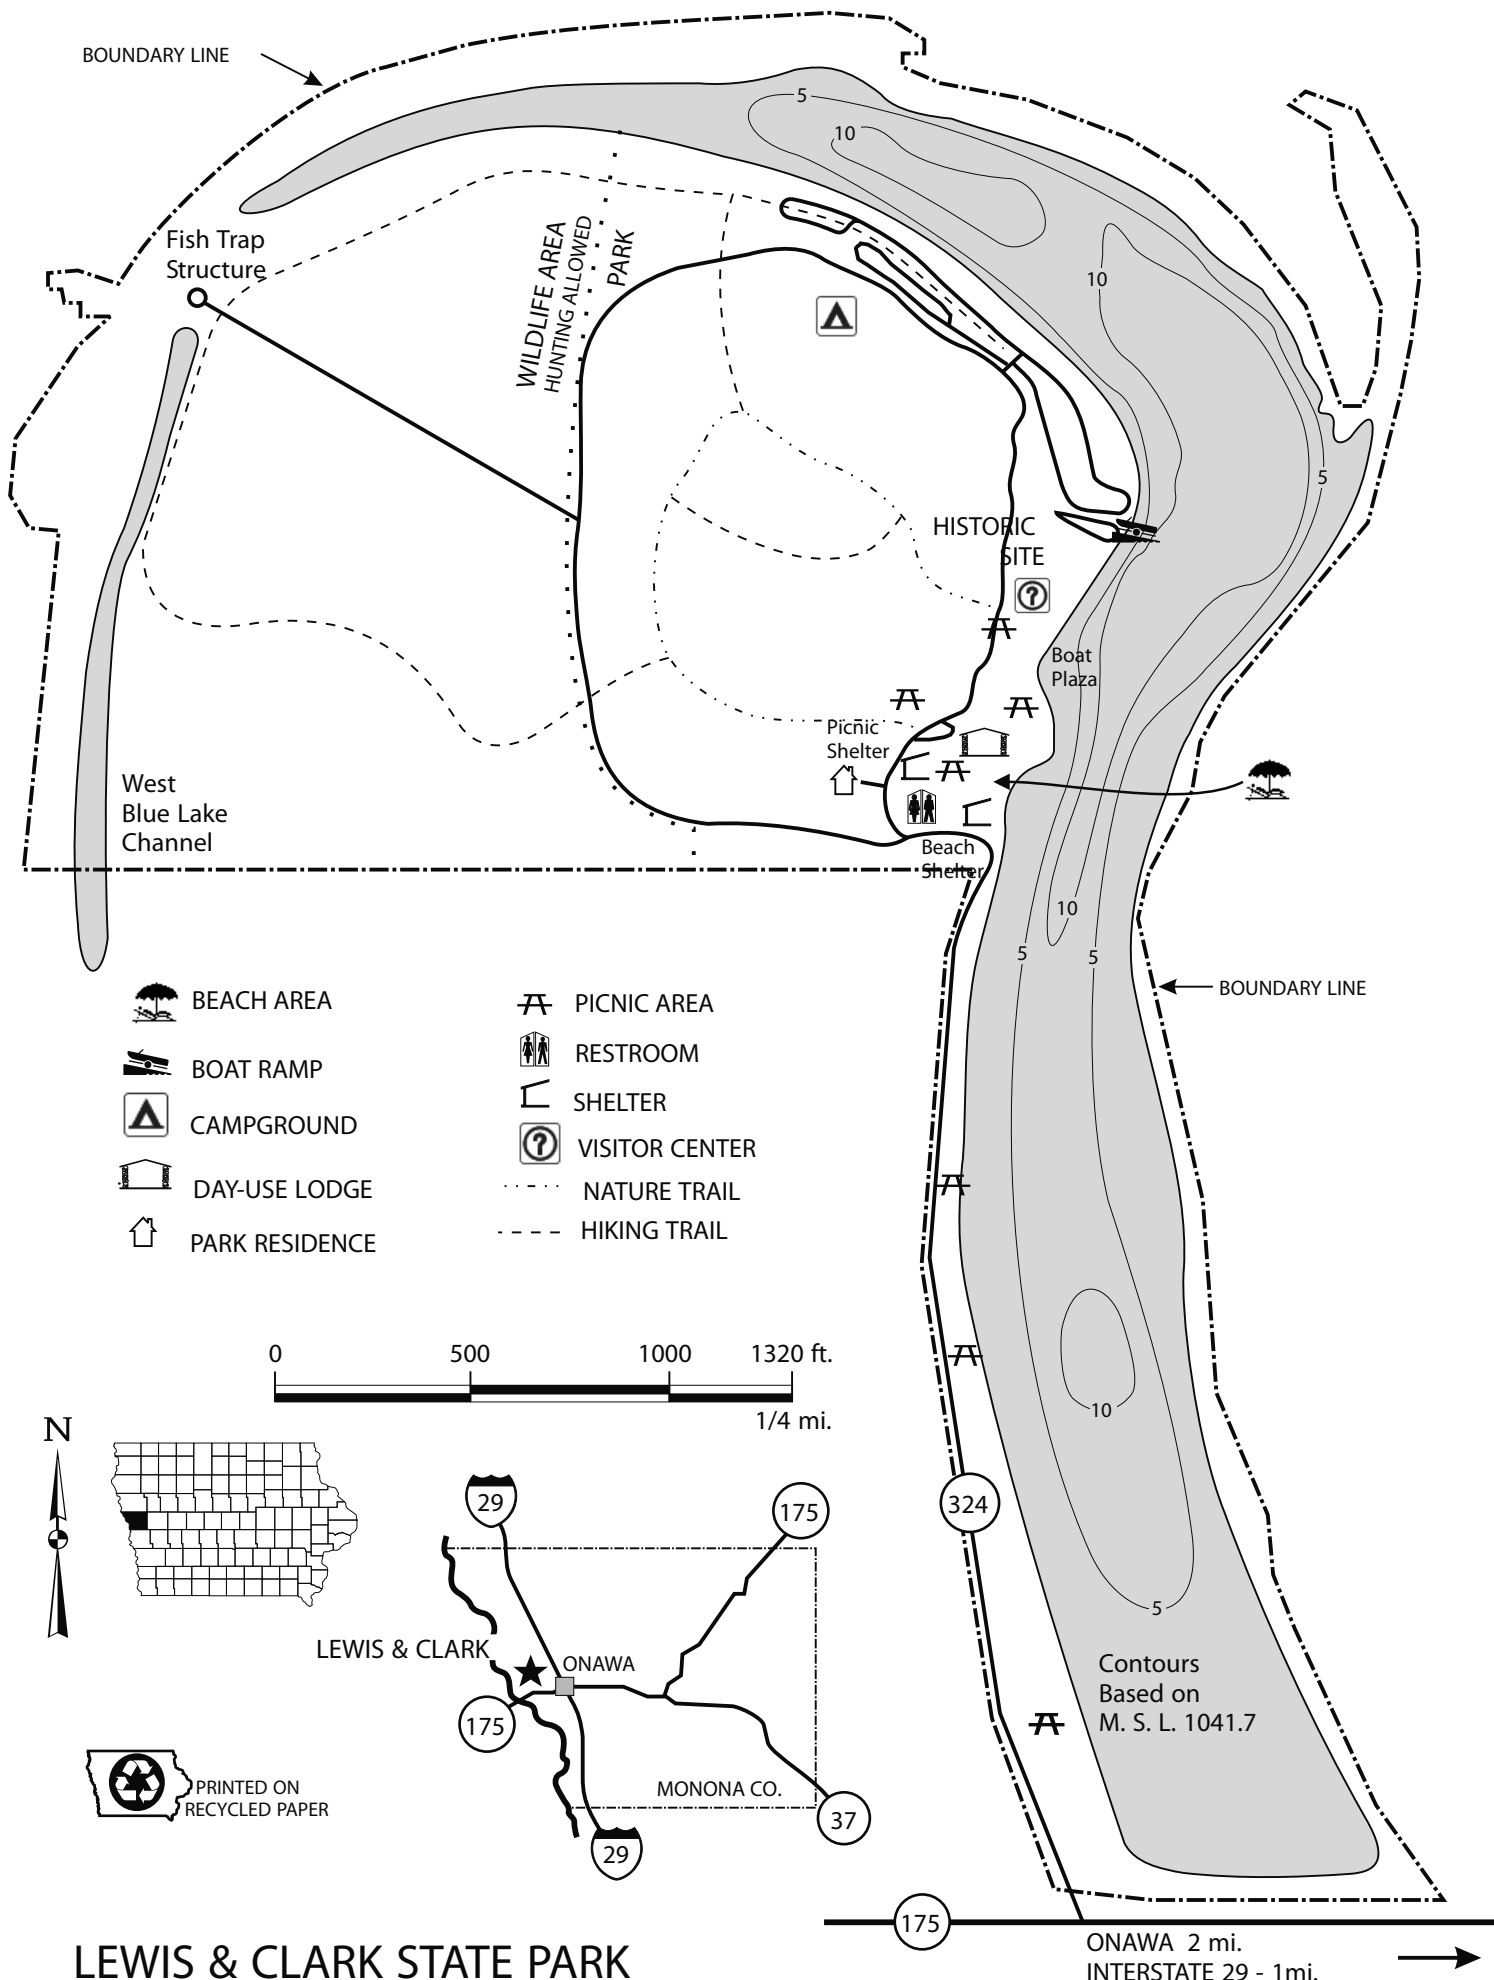 BOUNDARY LINE
5
10
Fish Trap
Structure
WILDLIFE AREA
HUNTING ALLOWED
PARK
10
5
HISTORIC
SITE
Boat
Plaza
Picnic
Shelter
West
Blue Lake
Channel
Beach
Shelter
10
5
5
BOUNDARY LINE
BEACH AREA
BOAT RAMP
CAMPGROUND
DAY-USE LODGE
PARK RESIDENCE
PICNIC AREA
RESTROOM
SHELTER
? VISITOR CENTER
NATURE TRAIL
HIKING TRAIL
0 500 1000 1320 ft.
1/4 mi.
N
10
324
5
29
175
LEWIS & CLARK
ONAWA
175
MONONA CO.
37
29
Contours
Based on
M. S. L. 1041.7
PRINTED ON
RECYCLED PAPER
175
ONAWA 2 mi.
INTERSTATE 29 - 1mi.
LEWIS & CLARK STATE PARK